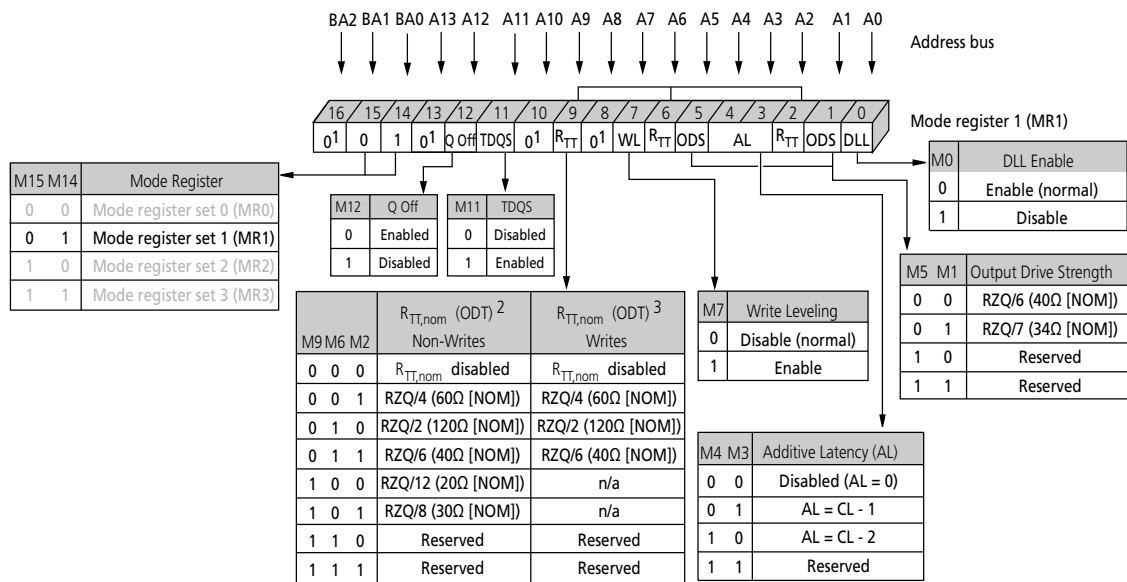 BA2 BA1 BA0 A13 A12 A11 A10 A9 A8 A7 A6 A5 A4 A3 A2 A1 A0
Address bus
16 15 14 13 12 11 10 9 8 7 6 5 4 3 2 1 0
0¹ 0 1 0¹ Q Off TDQS 0¹ RTT 0¹ WL RTT ODS AL RTT ODS DLL
Mode register 1 (MR1)
M15 M14 Mode Register
0 0 Mode register set 0 (MR0)
0 1 Mode register set 1 (MR1)
1 0 Mode register set 2 (MR2)
1 1 Mode register set 3 (MR3)
M12 Q Off
0 Enabled
1 Disabled
M11 TDQS
0 Disabled
1 Enabled
M0 DLL Enable
0 Enable (normal)
1 Disable
M5 M1 Output Drive Strength
0 0 RZQ/6 (40Ω [NOM])
0 1 RZQ/7 (34Ω [NOM])
1 0 Reserved
1 1 Reserved
M9 M6 M2 RTT,nom (ODT) ² Non-Writes RTT,nom (ODT) ³ Writes
0 0 0 RTT,nom disabled RTT,nom disabled
0 0 1 RZQ/4 (60Ω [NOM]) RZQ/4 (60Ω [NOM])
0 1 0 RZQ/2 (120Ω [NOM]) RZQ/2 (120Ω [NOM])
0 1 1 RZQ/6 (40Ω [NOM]) RZQ/6 (40Ω [NOM])
1 0 0 RZQ/12 (20Ω [NOM]) n/a
1 0 1 RZQ/8 (30Ω [NOM]) n/a
1 1 0 Reserved Reserved
1 1 1 Reserved Reserved
M7 Write Leveling
0 Disable (normal)
1 Enable
M4 M3 Additive Latency (AL)
0 0 Disabled (AL = 0)
0 1 AL = CL - 1
1 0 AL = CL - 2
1 1 Reserved